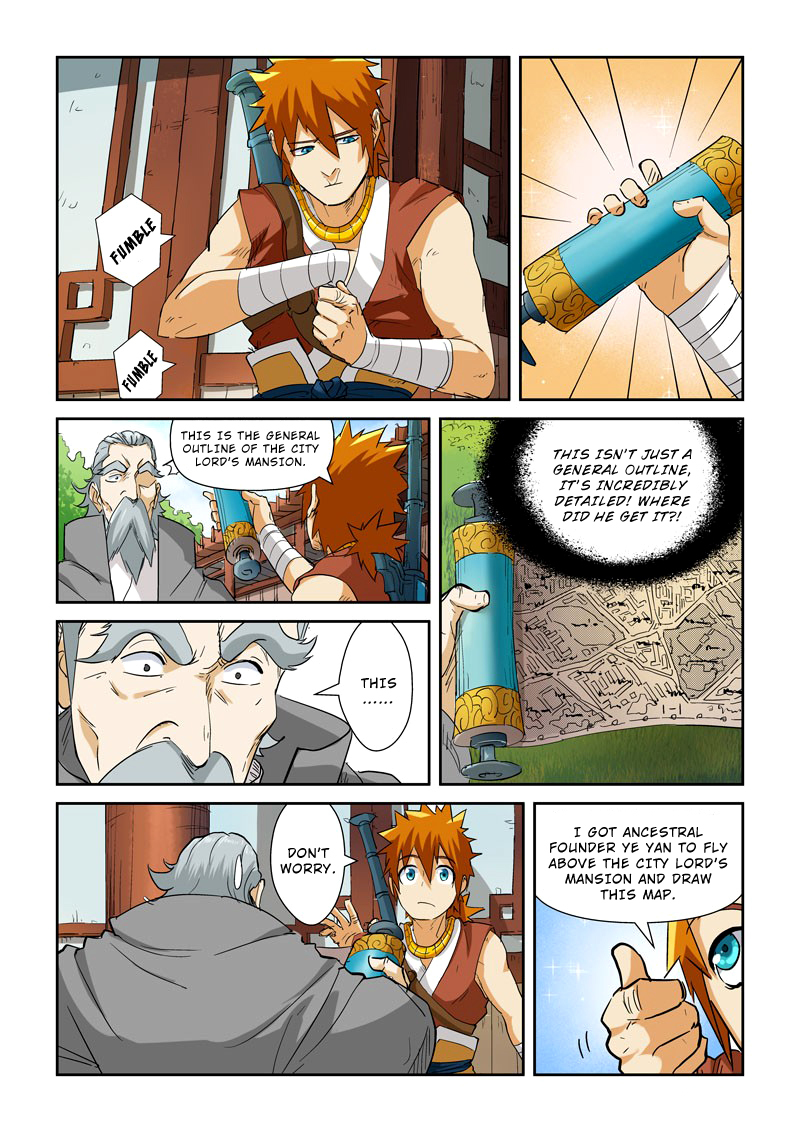 FUMBLE
FUMBLE
THIS IS THE GENERAL
OUTLINE OF THE CITY
LORD'S MANSION.
THIS ISN'T JUST A
GENERAL OUTLINE,
IT'S INCREDIBLY
DETAILED! WHERE
DID HE GET IT?!
THIS
......
DON'T
WORRY.
I GOT ANCESTRAL
FOUNDER YE YAN TO FLY
ABOVE THE CITY LORD'S
MANSION AND DRAW
THIS MAP.